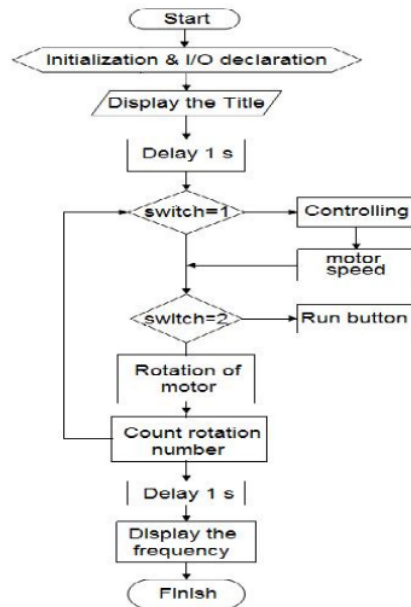 Start
Initialization & I/O declaration
Display the Title
Delay 1 s
switch=1
Controlling
motor
speed
switch=2
Run button
Rotation of
motor
Count rotation
number
Delay 1 s
Display the
frequency
Finish